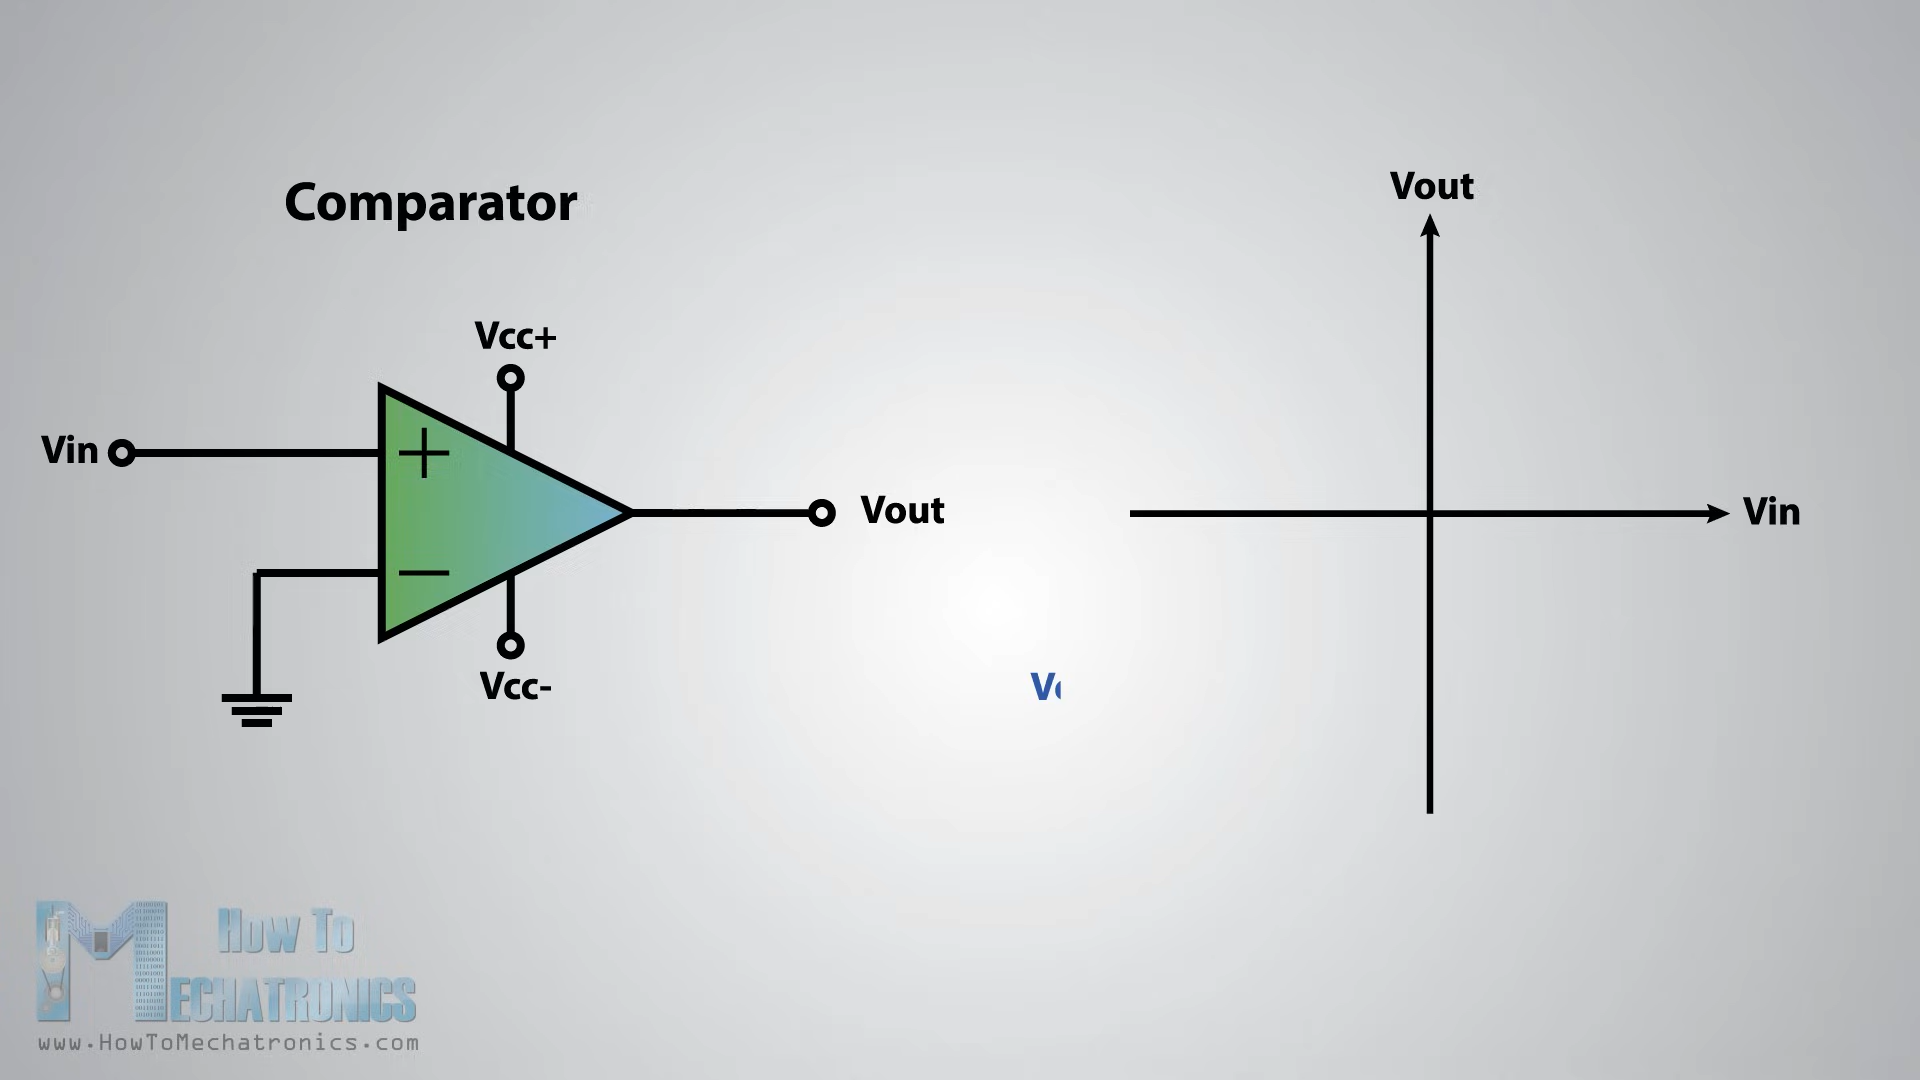 Comparator
Vcc+
Vin
+
−
Vout
Vcc-
Vout
Vin
How To
MECHATRONICS
www.HowToMechatronics.com